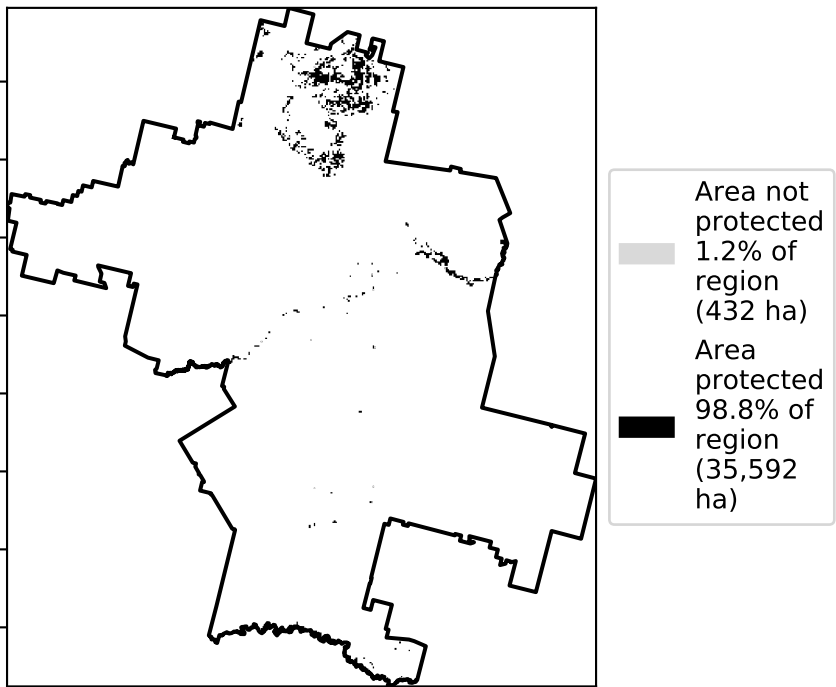 Area not
protected
1.2% of
region
(432 ha)
Area
protected
98.8% of
region
(35,592
ha)